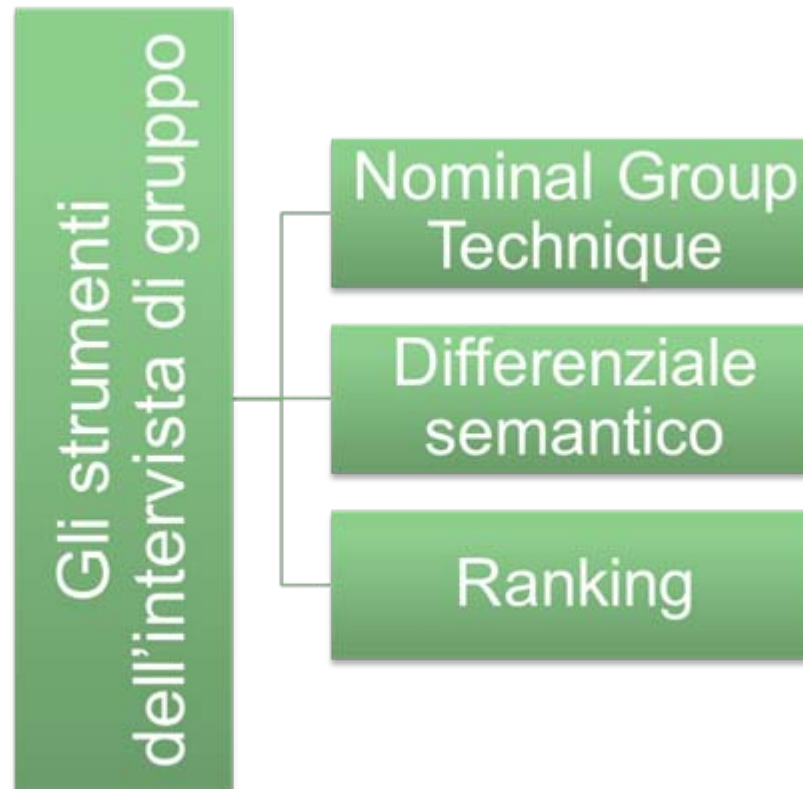 Gli strumenti
dell'intervista di gruppo
Nominal Group
Technique
Differenziale
semantico
Ranking